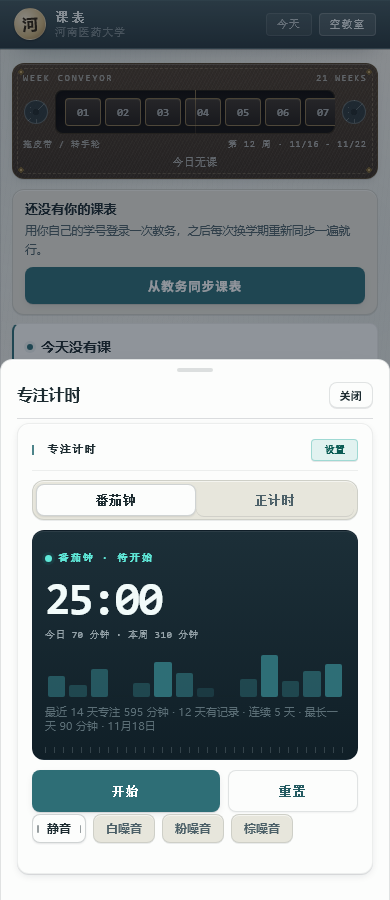 河
课表
河南医药大学
今天
空教室
WEEK CONVEYOR
21 WEEKS
01 02 03 04 05 06 07
拖皮带 / 转手轮
第 12 周 · 11/16 - 11/22
今日无课
还没有你的课表
用你自己的学号登录一次教务，之后每次换学期重新同步一遍就
行。
从教务同步课表
今天没有课
专注计时
关闭
专注计时
设置
番茄钟
正计时
番茄钟 · 待开始
25:00
今日 70 分钟 · 本周 310 分钟
最近 14 天专注 595 分钟 · 12 天有记录 · 连续 5 天 · 最长一
天 90 分钟 · 11月18日
开始
重置
静音
白噪音
粉噪音
棕噪音